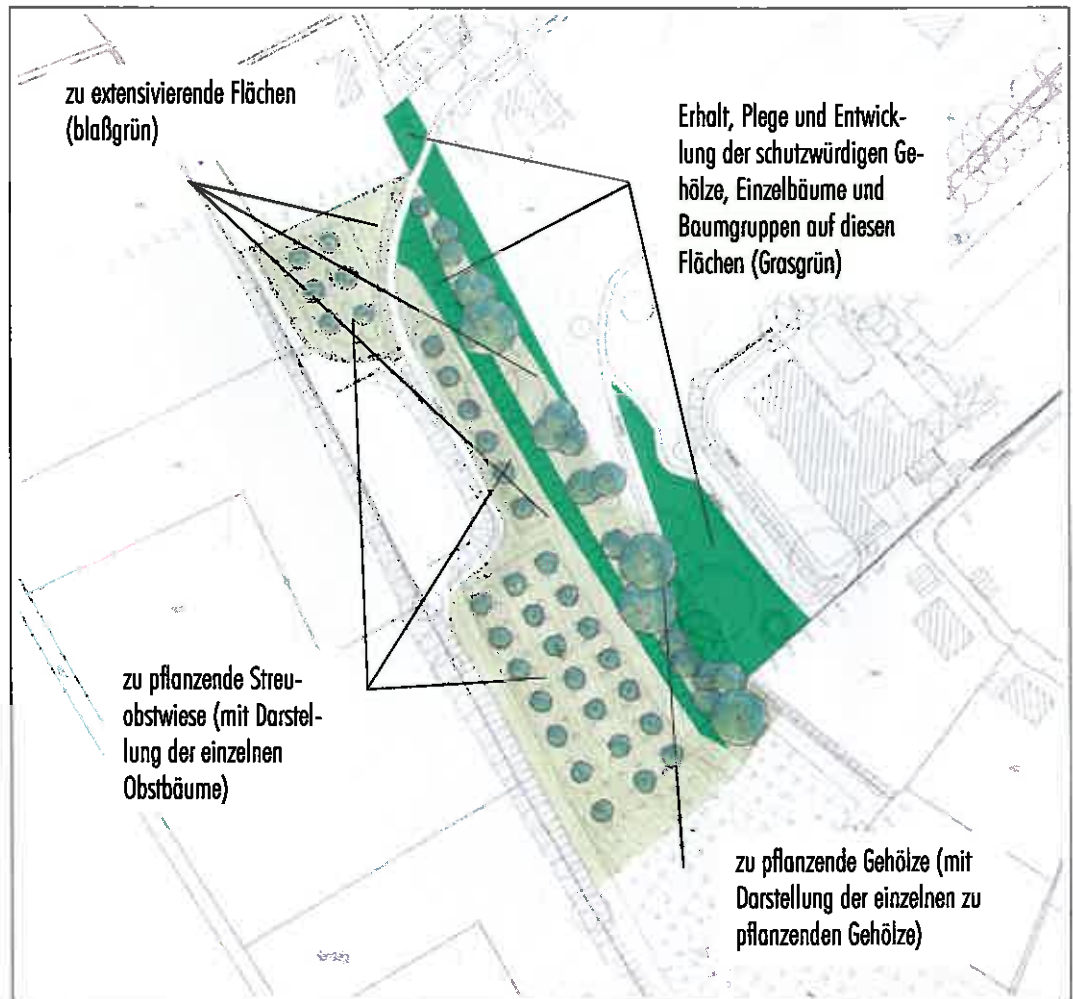 zu extensivierende Flächen
(blaßgrün)
Erhalt, Plege und Entwick-
lung der schutzwürdigen Ge-
hölze, Einzelbäume und
Baumgruppen auf diesen
Flächen (Grasgrün)
zu pflanzende Streu-
obstwiese (mit Darstel-
lung der einzelnen
Obstbäume)
zu pflanzende Gehölze (mit
Darstellung der einzelnen zu
pflanzenden Gehölze)